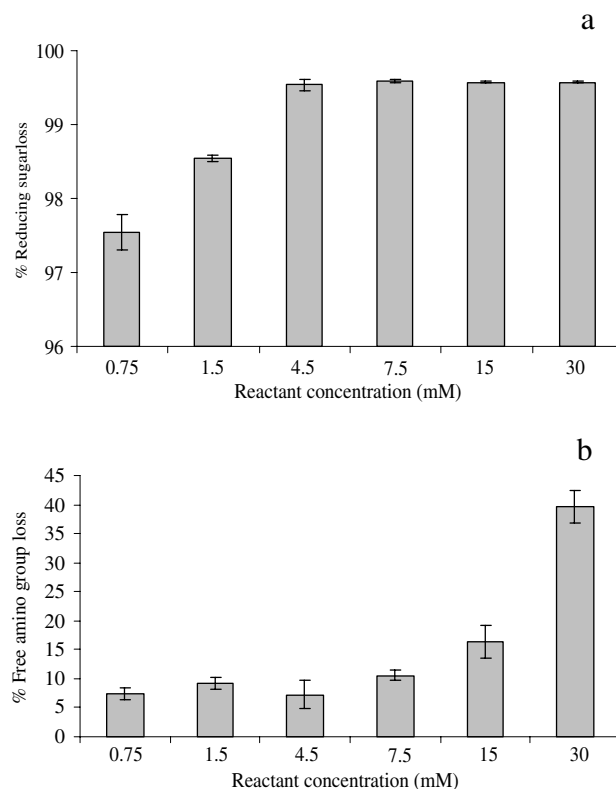 a
100
99
98
97
96
% Reducing sugarloss
0.75 1.5 4.5 7.5 15 30
Reactant concentration (mM)
b
45
40
35
30
25
20
15
10
5
0
% Free amino group loss
0.75 1.5 4.5 7.5 15 30
Reactant concentration (mM)